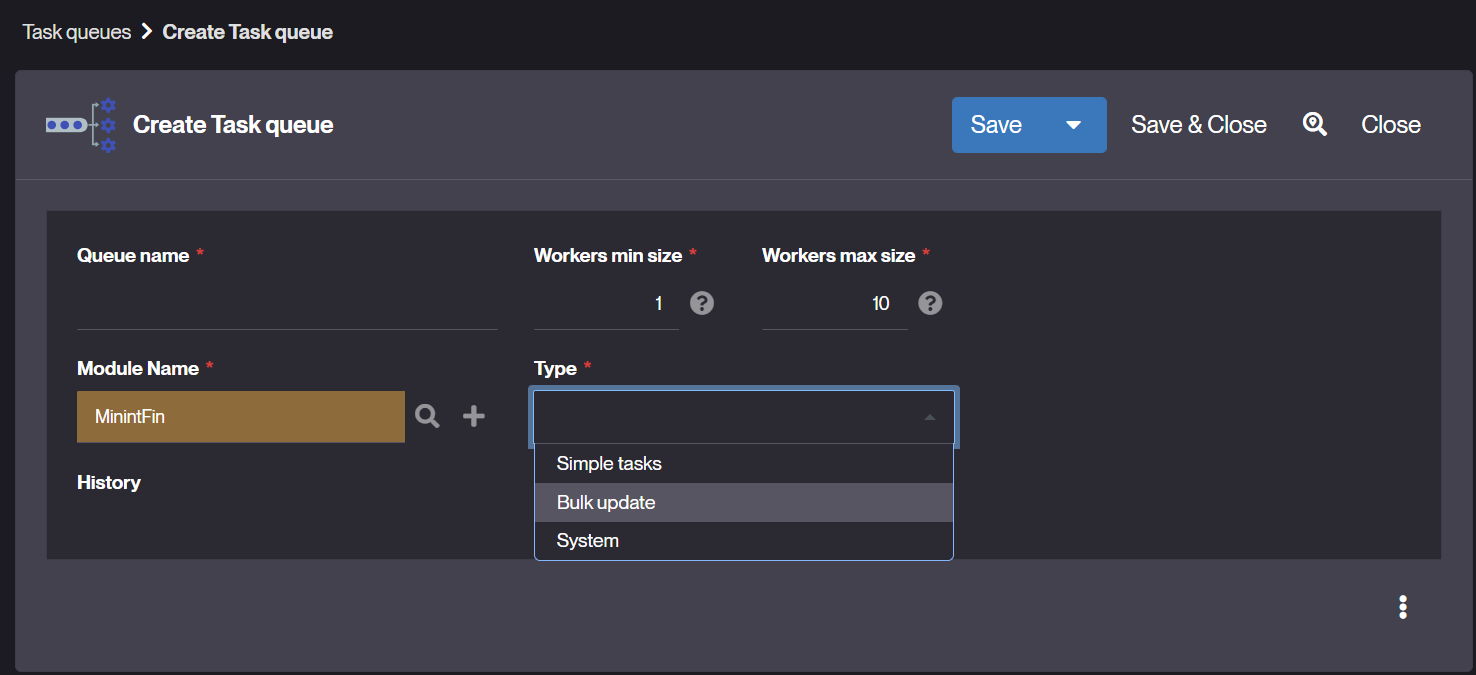 Task queues > Create Task queue
Create Task queue
Save
Save & Close
Close
Queue name *
Workers min size *
Workers max size *
1
?
10
?
Module Name *
Type *
MinintFin
Simple tasks
History
Bulk update
System